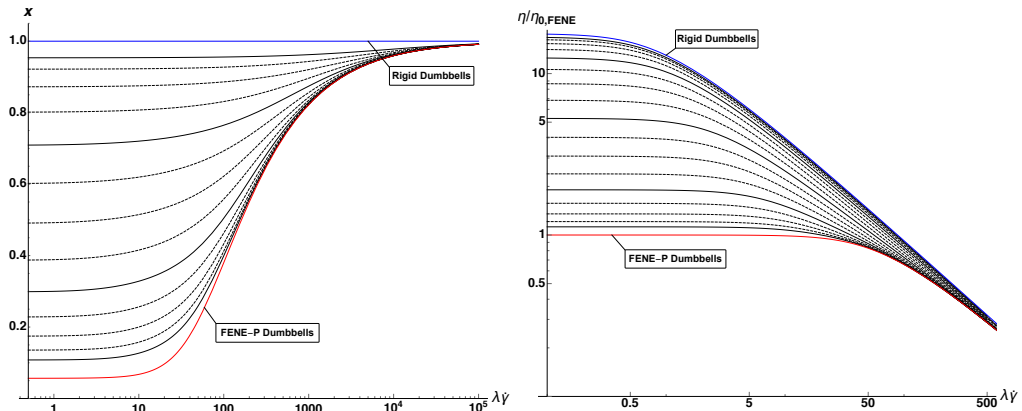 x
1.0
0.8
0.6
0.4
0.2
1 10 100 1000 10⁴ 10⁵
λγ̇
Rigid Dumbbells
FENE−P Dumbbells
η/η0,FENE
10
5
1
0.5
0.5 5 50 500
λγ̇
Rigid Dumbbells
FENE−P Dumbbells